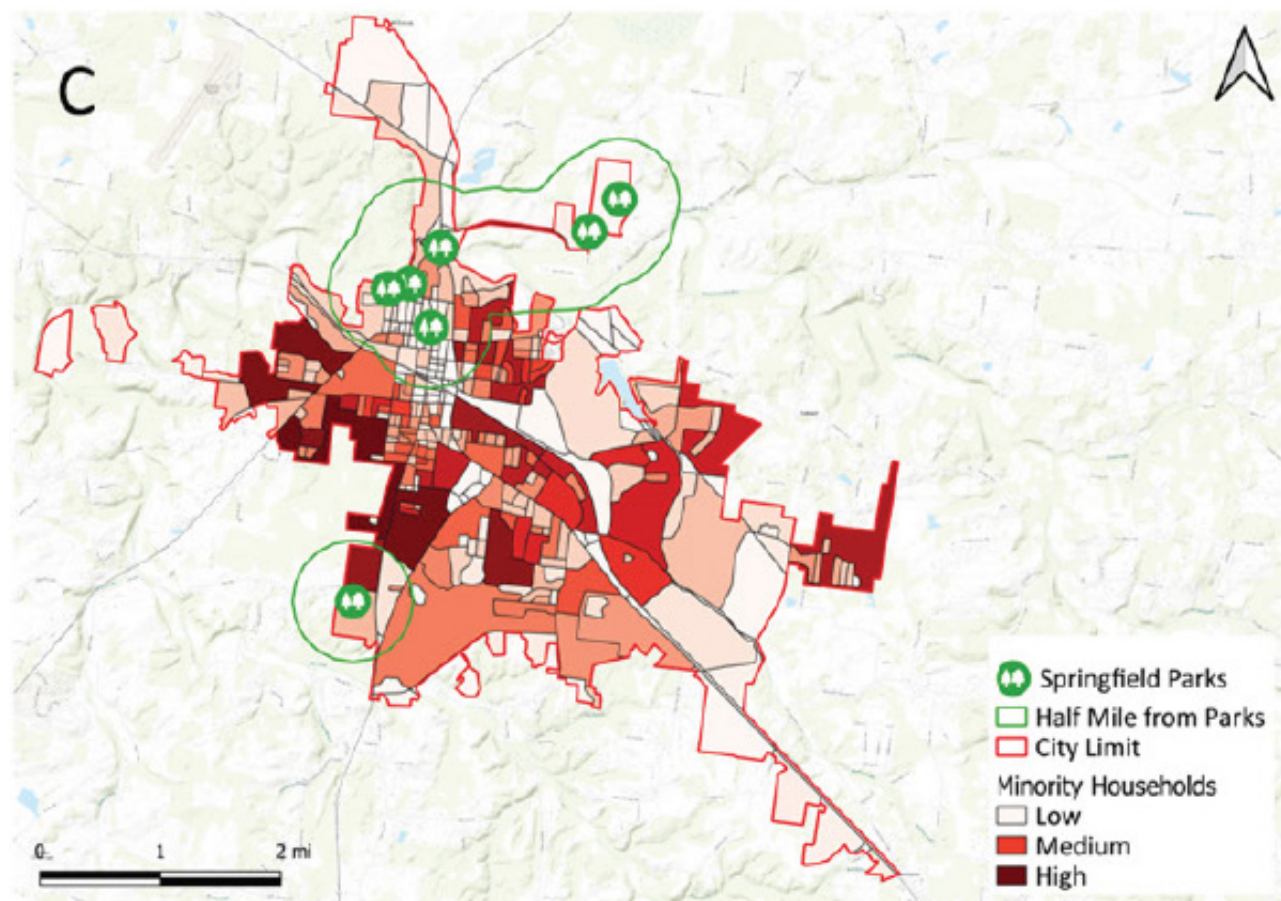 C
Springfield Parks
Half Mile from Parks
City Limit
Minority Households
Low
Medium
High
0 1 2 mi